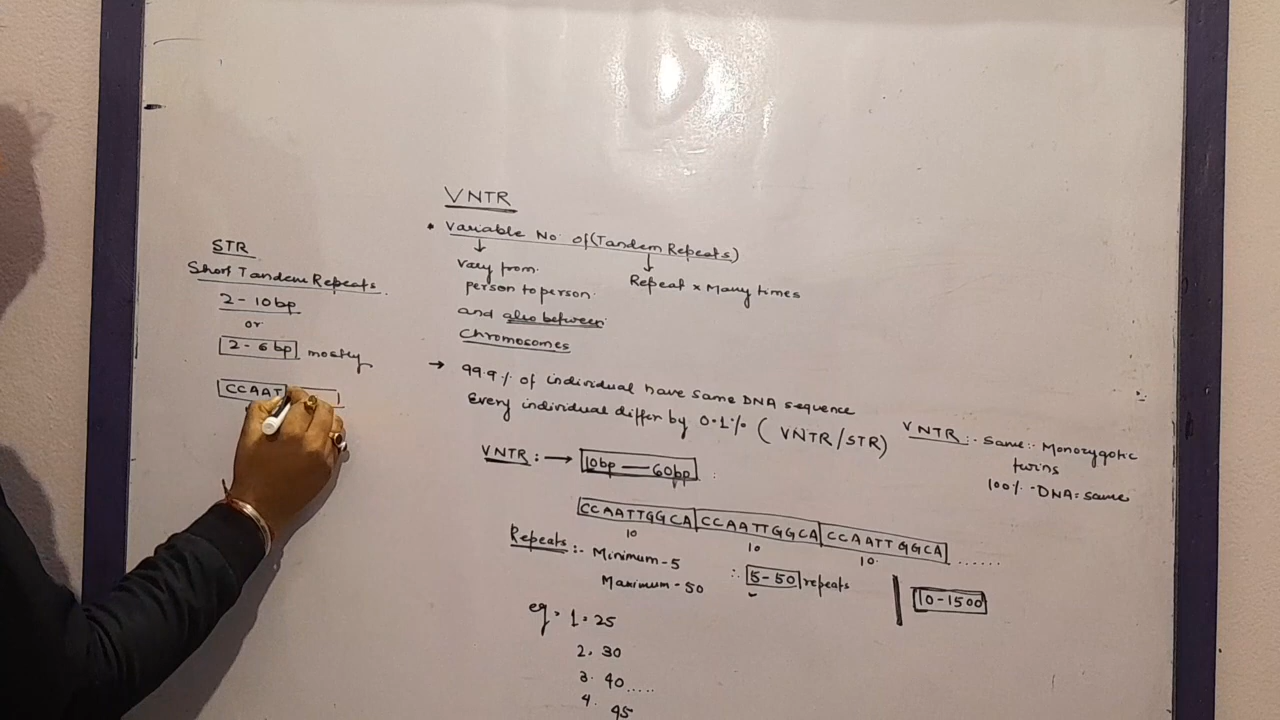 STR
Short Tandem Repeats.
2 - 10bp
or
2 - 6 bp mostly
CCAAT
VNTR
• Variable No. of (Tandem Repeats)
Vary from
person to person.
and also between
Chromosomes
Repeat × Many times
→ 99.9% of individual have same DNA sequence
Every individual differ by 0.1% ( VNTR/STR)
VNTR :- Same :- Monozygotic
twins
100% - DNA = same
VNTR : → 10bp — 60bp :
CCAATTGGCA CCAATTGGCA CCAATTGGCA ......
10 10 10
Repeats :- Minimum - 5
Maximum - 50
∴ 5-50 repeats
10-1500
eg = 1 = 25
2. 30
3. 40 .....
4. 45